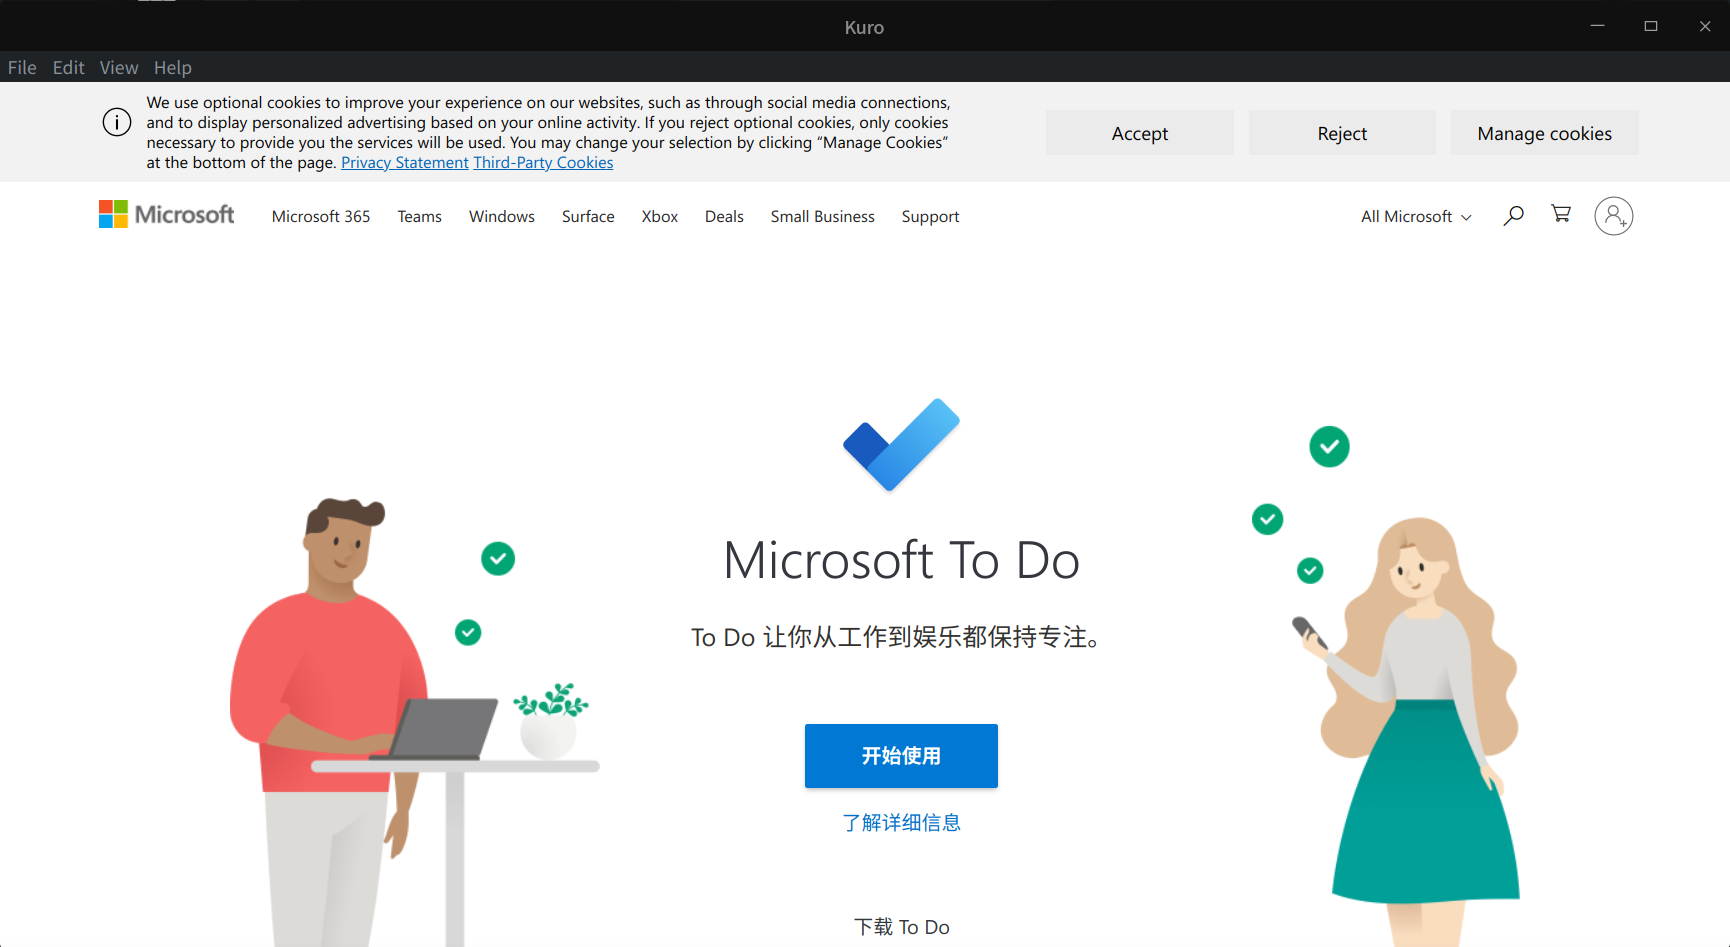 Kuro
File Edit View Help
We use optional cookies to improve your experience on our websites, such as through social media connections,
and to display personalized advertising based on your online activity. If you reject optional cookies, only cookies
necessary to provide you the services will be used. You may change your selection by clicking “Manage Cookies”
at the bottom of the page. Privacy Statement Third-Party Cookies
Accept
Reject
Manage cookies
Microsoft
Microsoft 365 Teams Windows Surface Xbox Deals Small Business Support
All Microsoft
Microsoft To Do
To Do 让你从工作到娱乐都保持专注。
开始使用
了解详细信息
下载 To Do